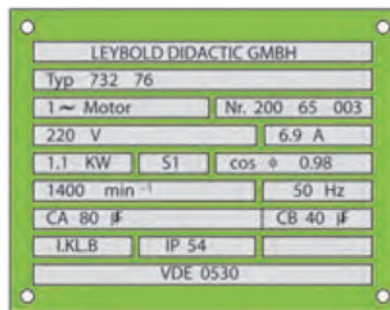 LEYBOLD DIDACTIC GMBH
Typ 732 76
1 ~ Motor Nr. 200 65 003
220 V 6.9 A
1.1 KW S1 cos φ 0.98
1400 min ⁻¹ 50 Hz
CA 80 µF CB 40 µF
I.KL.B IP 54
VDE 0530